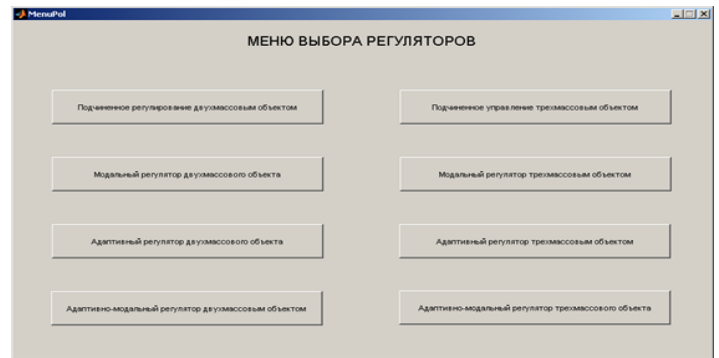 MenuPol
МЕНЮ ВЫБОРА РЕГУЛЯТОРОВ
Подчиненное регулирование двухмассовым объектом
Подчиненное управление трехмассовым объектом
Модальный регулятор двухмассового объекта
Модальный регулятор трехмассовым объектом
Адаптивный регулятор двухмассового объекта
Адаптивный регулятор трехмассовым объектом
Адаптивно-модальный регулятор двухмассовым объектом
Адаптивно-модальный регулятор трехмассового объекта